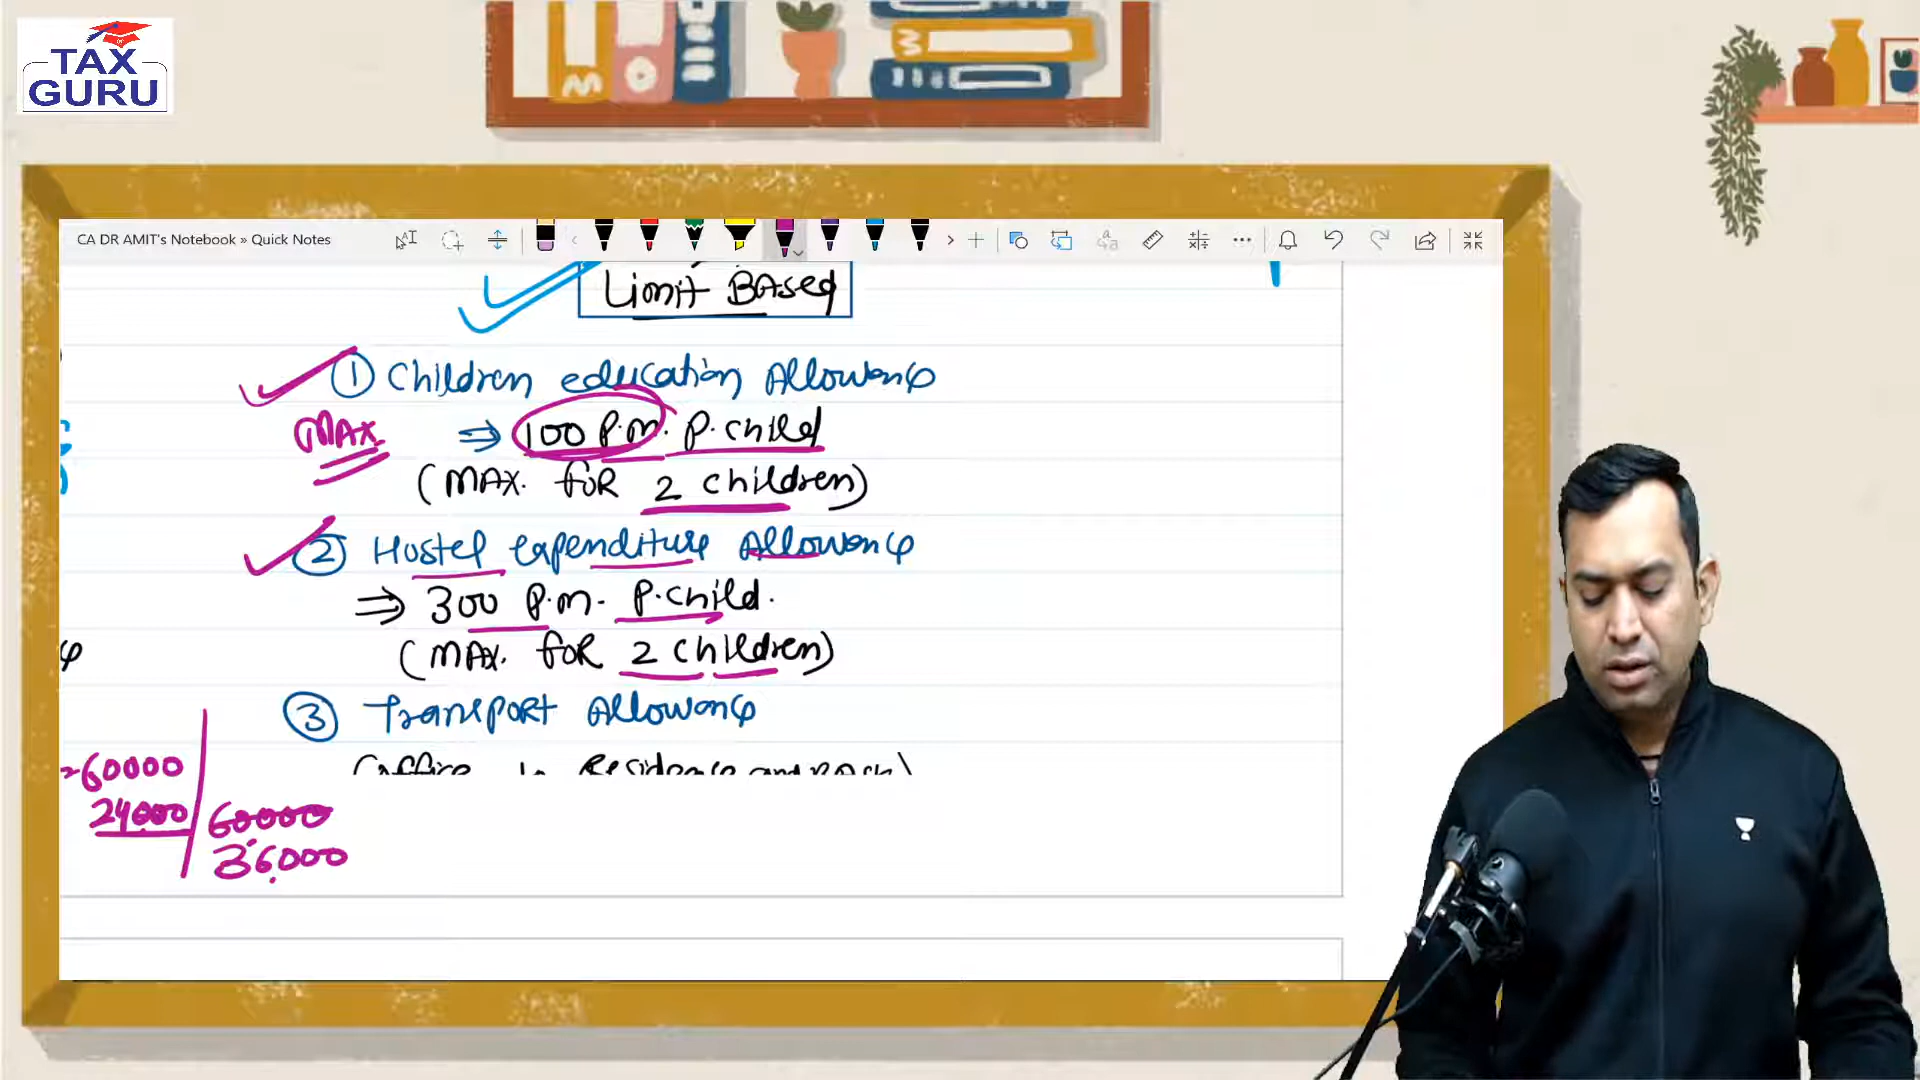 TAX
GURU
CA DR AMIT's Notebook » Quick Notes
Limit BASed
① Children education Allowance
MAX ⇒ 100 P.m. P. child
(MAX. foR 2 children)
② Hostel expenditure Allowance
⇒ 300 P.m. P.child.
(MAX. foR 2 children)
③ Transport Allowance
60000
24000
60000
36000